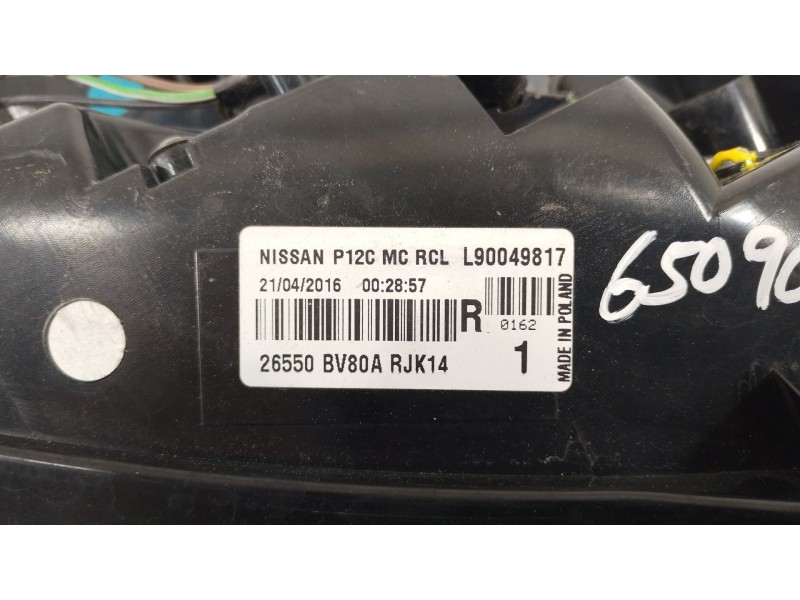 NISSAN P12C MC RCL L90049817
21/04/2016 00:28:57
R
0162
26550 BV80A RJK14 1
MADE IN POLAND